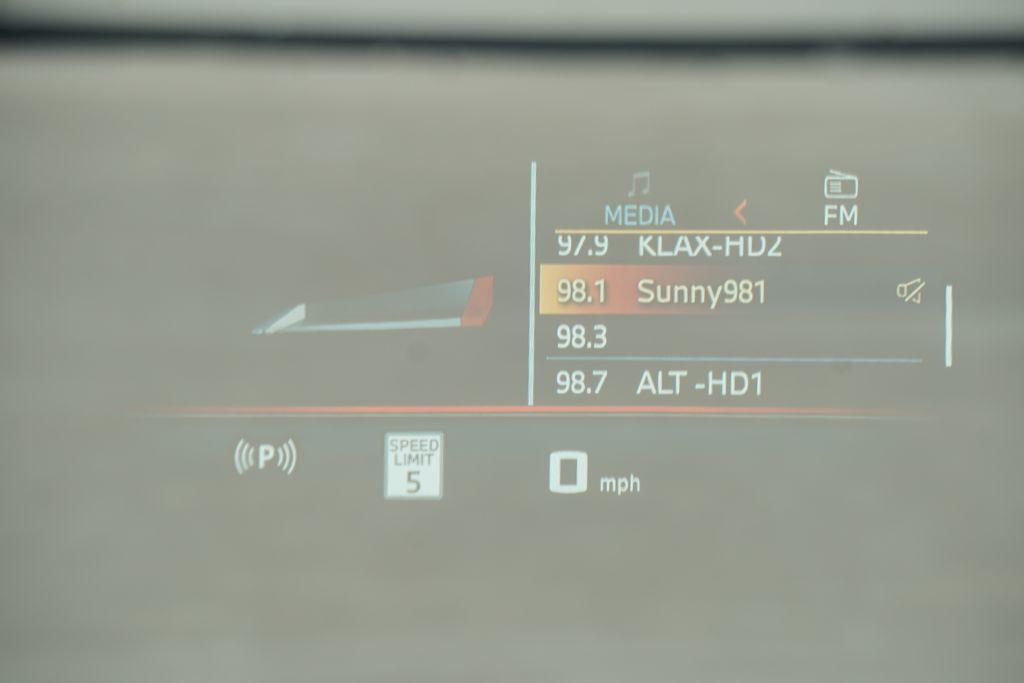 MEDIA FM
97.9 KLAX-HD2
98.1 Sunny981
98.3
98.7 ALT -HD1
P
SPEED
LIMIT
5
0 mph